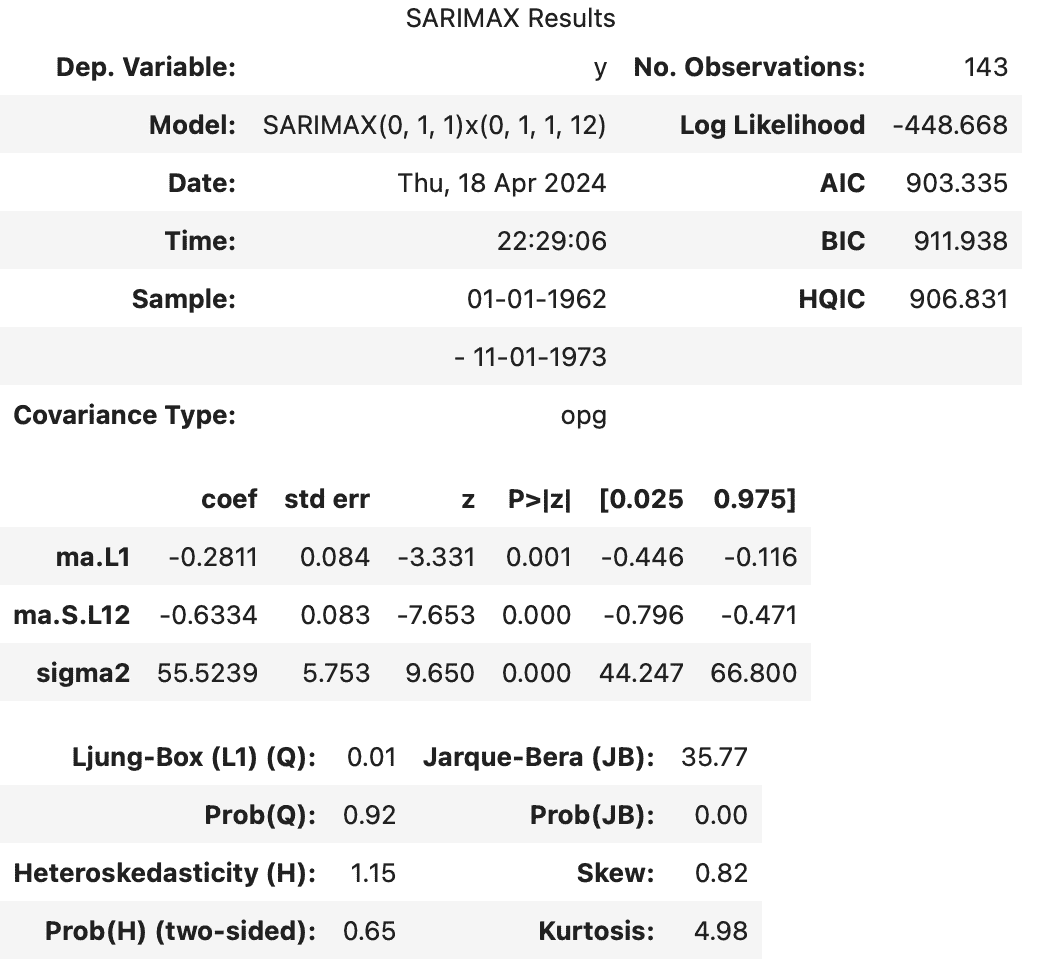 SARIMAX Results
Dep. Variable: y No. Observations: 143
Model: SARIMAX(0, 1, 1)x(0, 1, 1, 12) Log Likelihood -448.668
Date: Thu, 18 Apr 2024 AIC 903.335
Time: 22:29:06 BIC 911.938
Sample: 01-01-1962 HQIC 906.831
- 11-01-1973
Covariance Type: opg
coef std err z P>|z| [0.025 0.975]
ma.L1 -0.2811 0.084 -3.331 0.001 -0.446 -0.116
ma.S.L12 -0.6334 0.083 -7.653 0.000 -0.796 -0.471
sigma2 55.5239 5.753 9.650 0.000 44.247 66.800
Ljung-Box (L1) (Q): 0.01 Jarque-Bera (JB): 35.77
Prob(Q): 0.92 Prob(JB): 0.00
Heteroskedasticity (H): 1.15 Skew: 0.82
Prob(H) (two-sided): 0.65 Kurtosis: 4.98